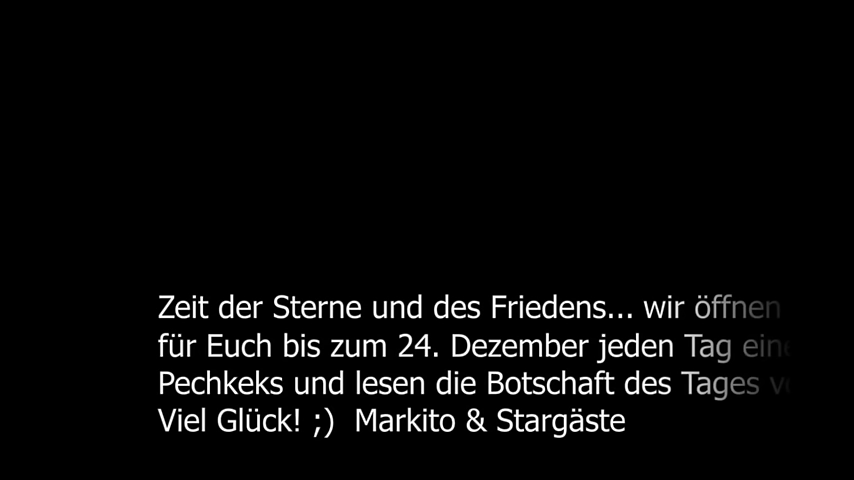 Zeit der Sterne und des Friedens... wir öffnen
für Euch bis zum 24. Dezember jeden Tag eine
Pechkeks und lesen die Botschaft des Tages
Viel Glück! ;) Markito & Stargäste